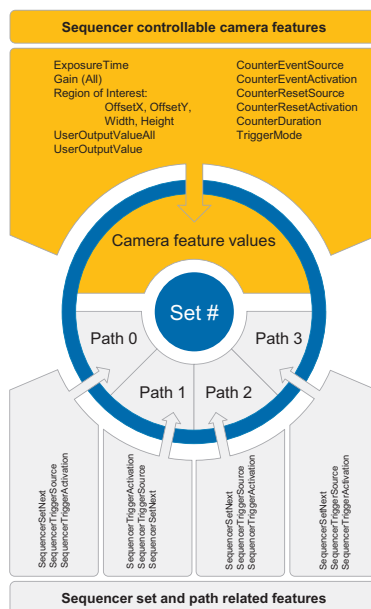 Sequencer controllable camera features
ExposureTime
Gain (All)
Region of Interest:
OffsetX, OffsetY,
Width, Height
UserOutputValueAll
UserOutputValue
CounterEventSource
CounterEventActivation
CounterResetSource
CounterResetActivation
CounterDuration
TriggerMode
Camera feature values
Set #
Path 0
Path 1
Path 2
Path 3
SequencerSetNext
SequencerTriggerSource
SequencerTriggerActivation
SequencerTriggerActivation
SequencerTriggerSource
SequencerSetNext
SequencerSetNext
SequencerTriggerSource
SequencerTriggerActivation
SequencerSetNext
SequencerTriggerSource
SequencerTriggerActivation
Sequencer set and path related features